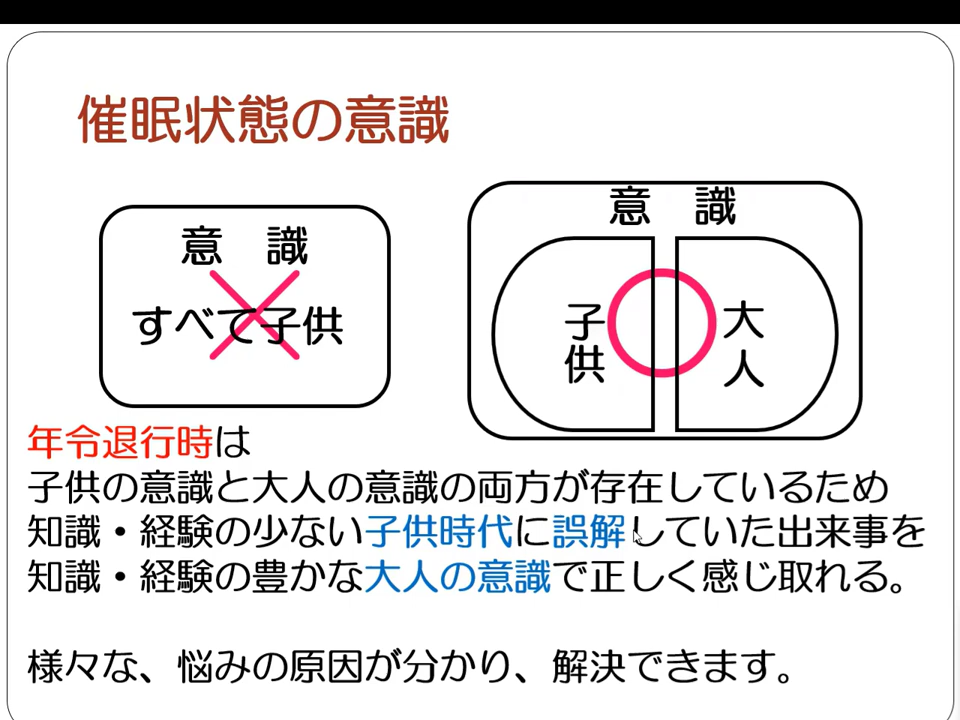 催眠状態の意識
意 識
すべて子供
意 識
子供
大人
年令退行時は
子供の意識と大人の意識の両方が存在しているため
知識・経験の少ない子供時代に誤解していた出来事を
知識・経験の豊かな大人の意識で正しく感じ取れる。
様々な、悩みの原因が分かり、解決できます。